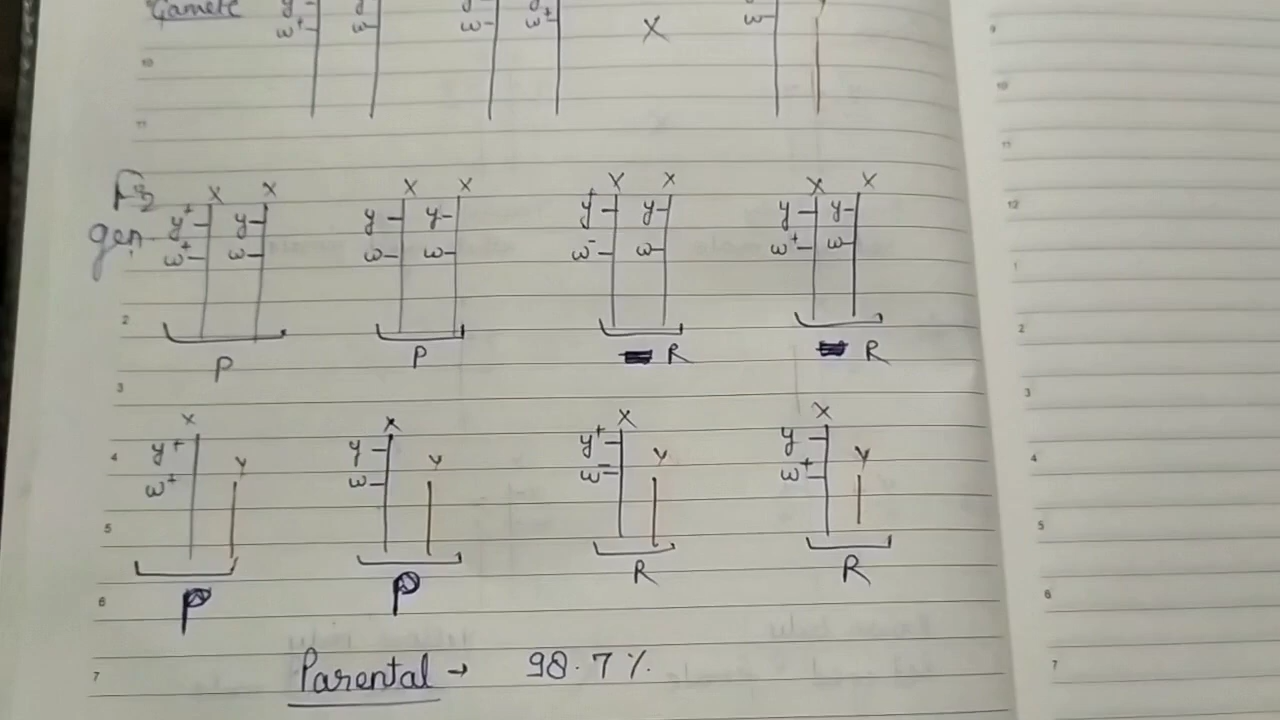 Gamete
y y y y y
w+ w w w+ X w
F2 gen.
X X X X X X X X
y+ y y y y+ y y y
w+ w w w w w w+ w
P P R R
X X X X
y+ y y+ y
Y Y Y Y
w+ w w w+
P P R R
Parental → 98.7%